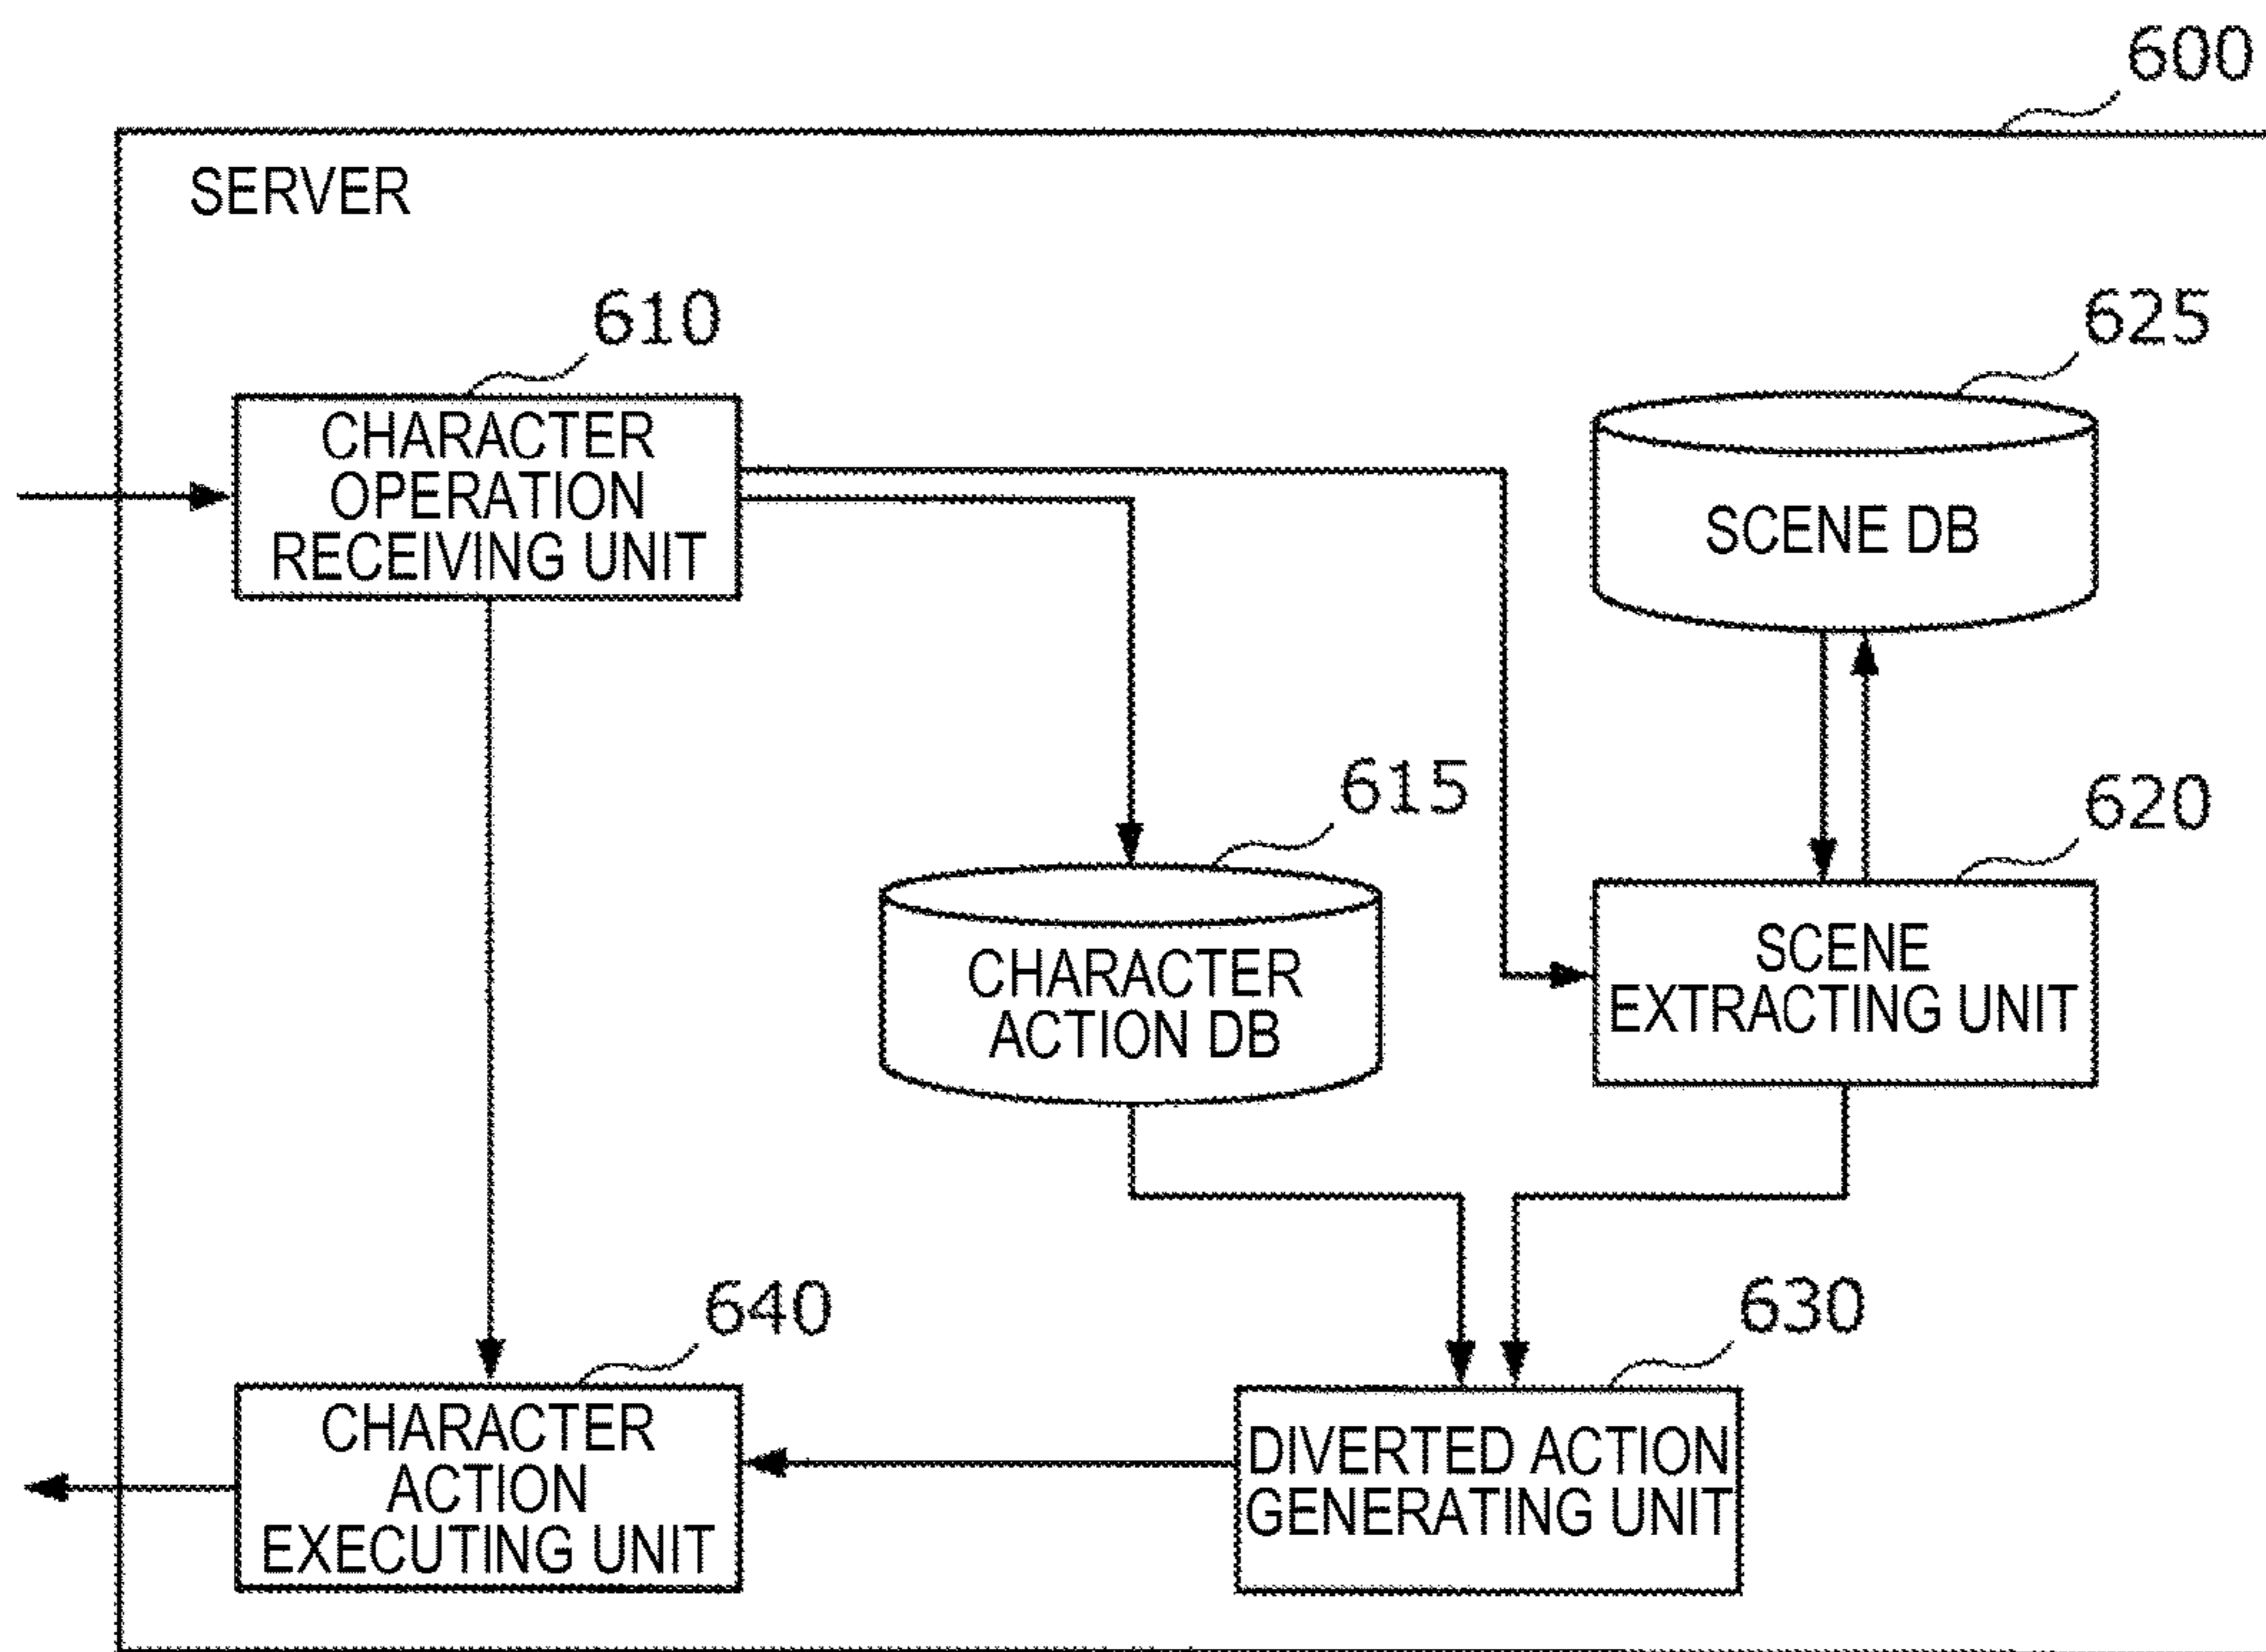 600
SERVER
610
CHARACTER
OPERATION
RECEIVING UNIT
625
SCENE DB
615
CHARACTER
ACTION DB
620
SCENE
EXTRACTING UNIT
640
CHARACTER
ACTION
EXECUTING UNIT
630
DIVERTED ACTION
GENERATING UNIT